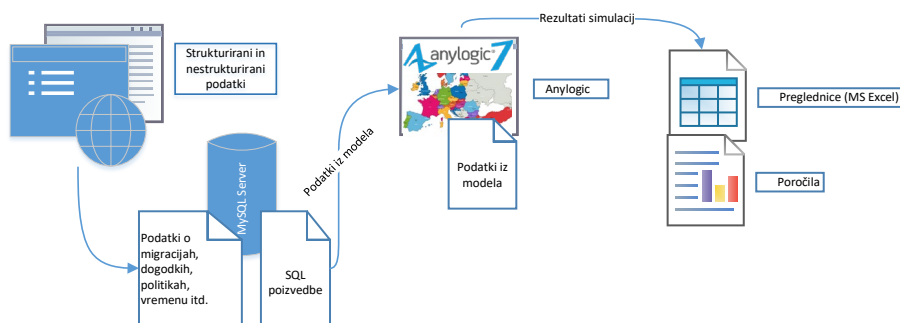 Strukturirani in
nestrukturirani
podatki
MySQL Server
Podatki o
migracijah,
dogodkih,
politikah,
vremenu itd.
SQL
poizvedbe
Podatki iz modela
anylogic 7
Anylogic
Podatki iz
modela
Rezultati simulacij
Preglednice (MS Excel)
Poročila